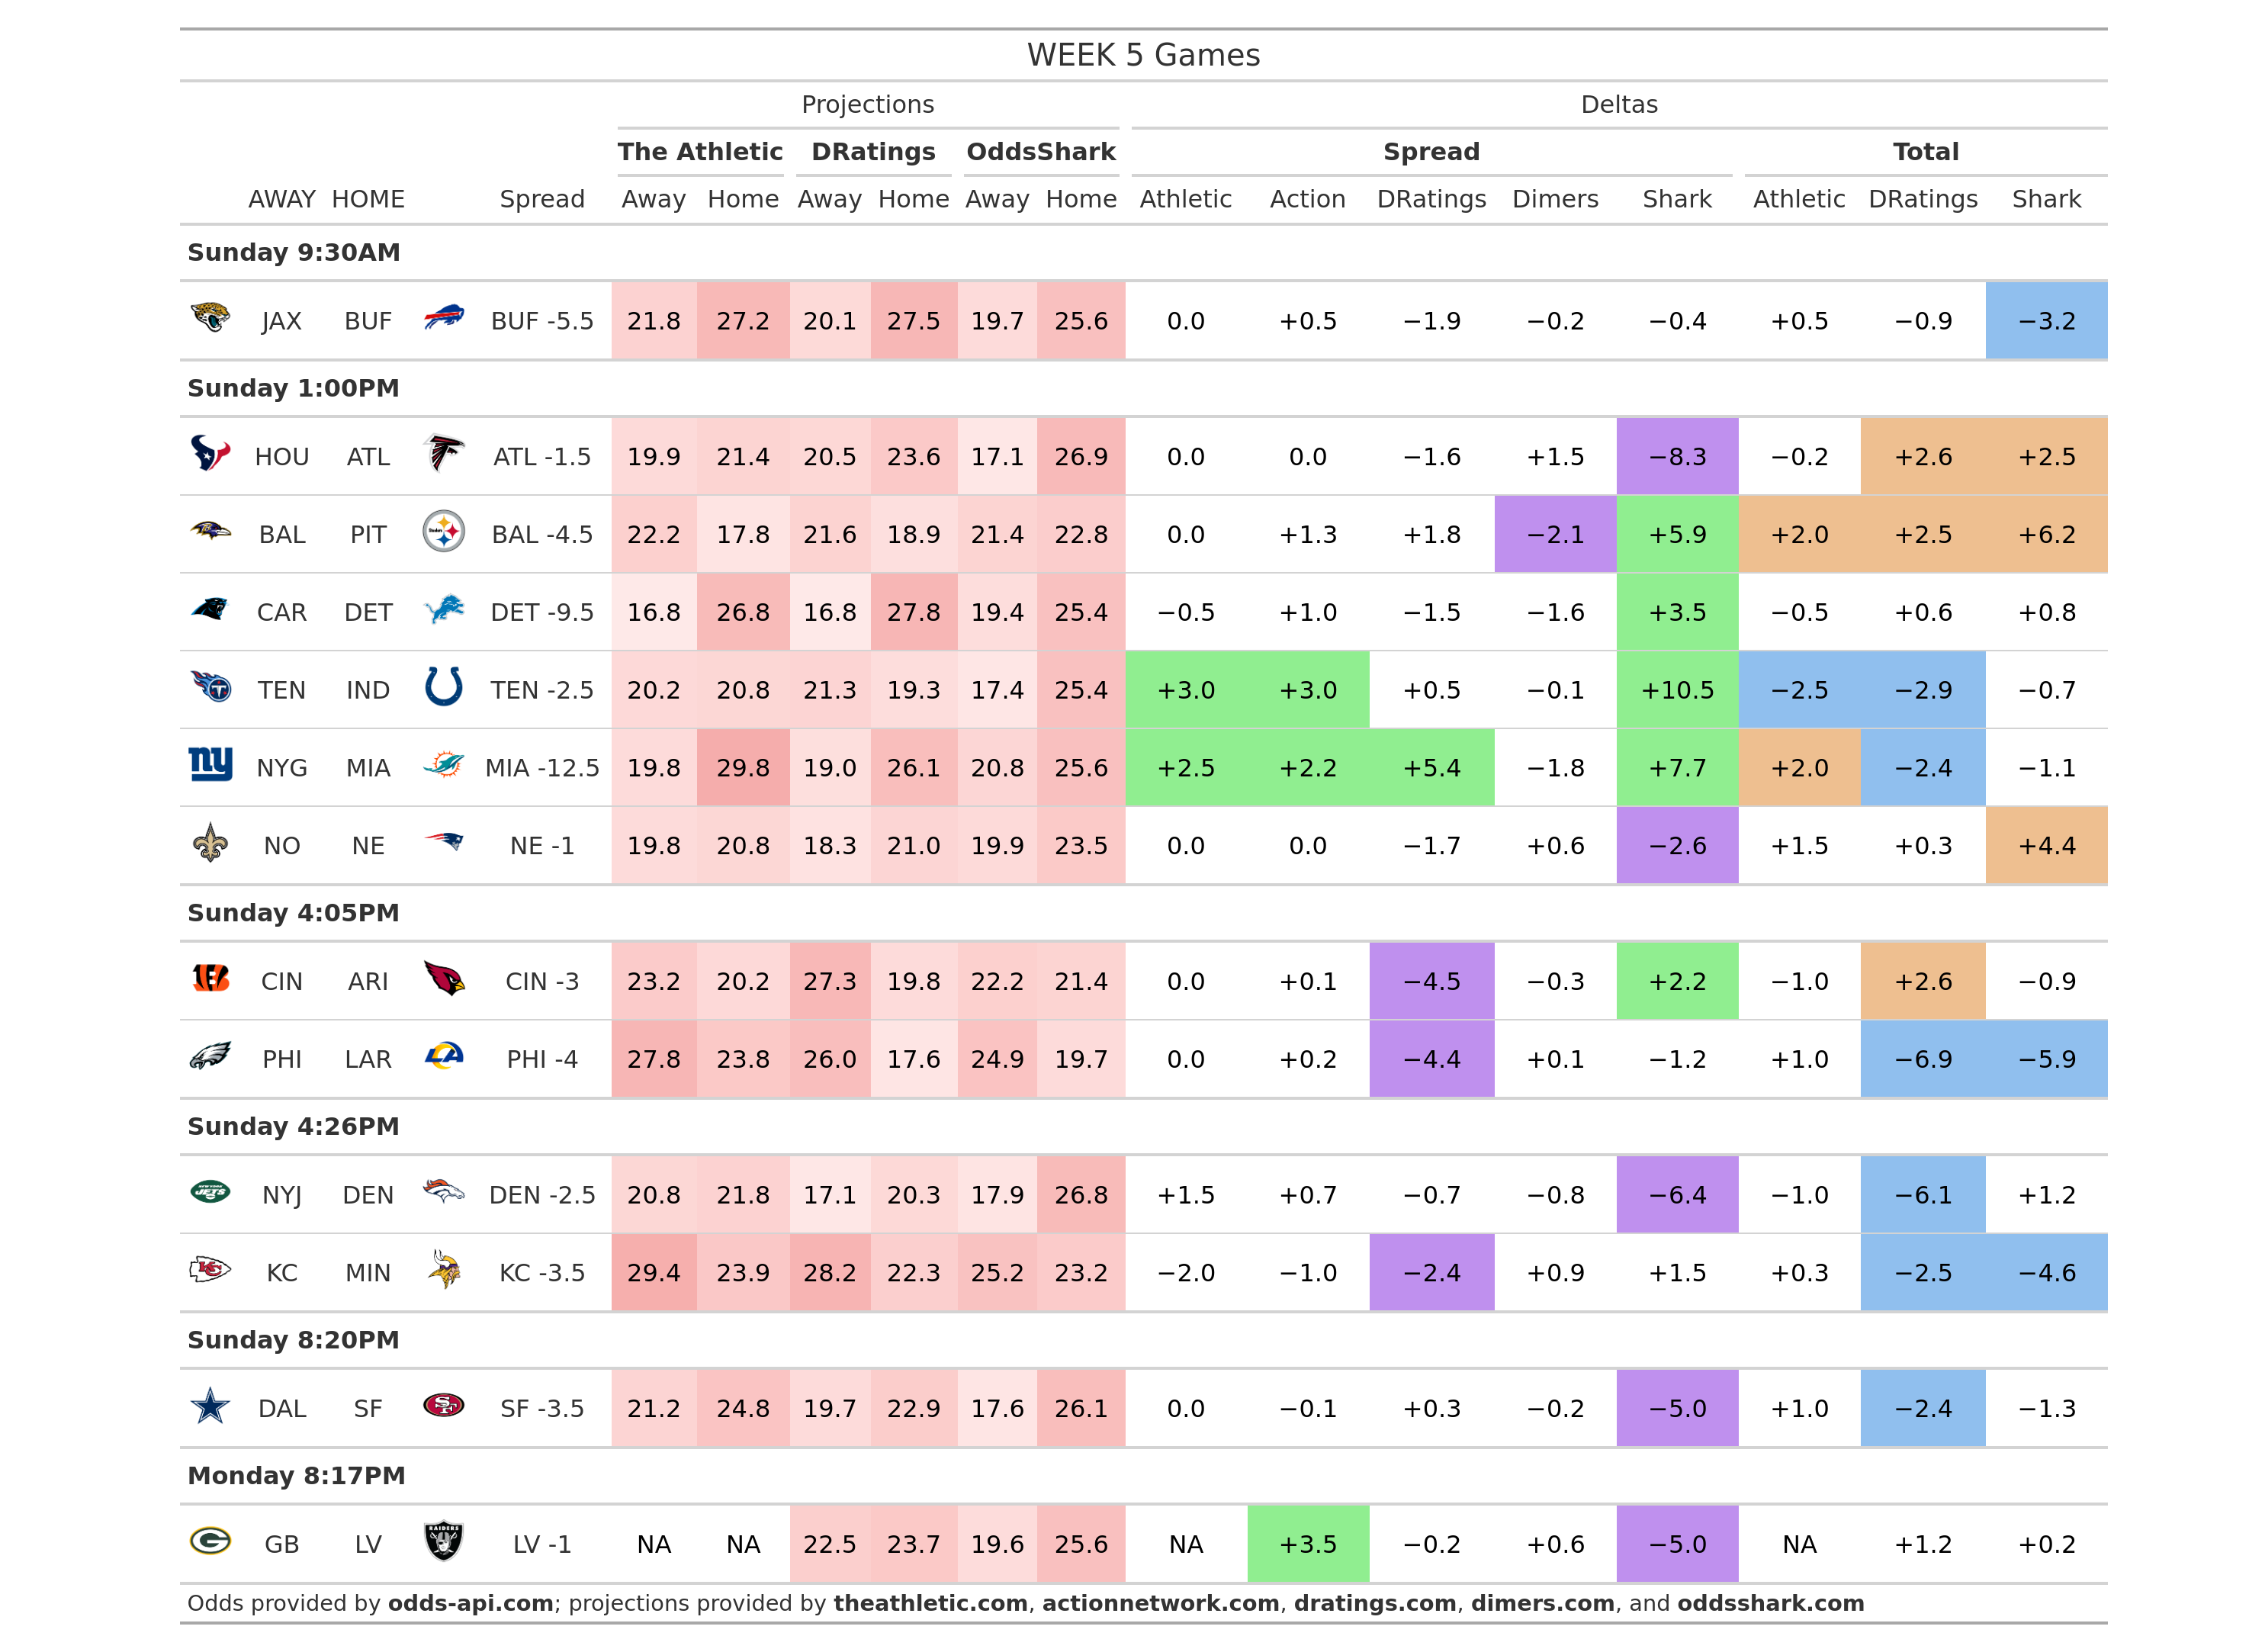 WEEK 5 Games
Projections Deltas
The Athletic DRatings OddsShark Spread Total
AWAY HOME Spread Away Home Away Home Away Home Athletic Action DRatings Dimers Shark Athletic DRatings Shark
Sunday 9:30AM
JAX BUF BUF -5.5 21.8 27.2 20.1 27.5 19.7 25.6 0.0 +0.5 −1.9 −0.2 −0.4 +0.5 −0.9 −3.2
Sunday 1:00PM
HOU ATL ATL -1.5 19.9 21.4 20.5 23.6 17.1 26.9 0.0 0.0 −1.6 +1.5 −8.3 −0.2 +2.6 +2.5
BAL PIT BAL -4.5 22.2 17.8 21.6 18.9 21.4 22.8 0.0 +1.3 +1.8 −2.1 +5.9 +2.0 +2.5 +6.2
CAR DET DET -9.5 16.8 26.8 16.8 27.8 19.4 25.4 −0.5 +1.0 −1.5 −1.6 +3.5 −0.5 +0.6 +0.8
TEN IND TEN -2.5 20.2 20.8 21.3 19.3 17.4 25.4 +3.0 +3.0 +0.5 −0.1 +10.5 −2.5 −2.9 −0.7
ny NYG MIA MIA -12.5 19.8 29.8 19.0 26.1 20.8 25.6 +2.5 +2.2 +5.4 −1.8 +7.7 +2.0 −2.4 −1.1
NO NE NE -1 19.8 20.8 18.3 21.0 19.9 23.5 0.0 0.0 −1.7 +0.6 −2.6 +1.5 +0.3 +4.4
Sunday 4:05PM
CIN ARI CIN -3 23.2 20.2 27.3 19.8 22.2 21.4 0.0 +0.1 −4.5 −0.3 +2.2 −1.0 +2.6 −0.9
PHI LAR PHI -4 27.8 23.8 26.0 17.6 24.9 19.7 0.0 +0.2 −4.4 +0.1 −1.2 +1.0 −6.9 −5.9
Sunday 4:26PM
JETS NYJ DEN DEN -2.5 20.8 21.8 17.1 20.3 17.9 26.8 +1.5 +0.7 −0.7 −0.8 −6.4 −1.0 −6.1 +1.2
KC KC MIN KC -3.5 29.4 23.9 28.2 22.3 25.2 23.2 −2.0 −1.0 −2.4 +0.9 +1.5 +0.3 −2.5 −4.6
Sunday 8:20PM
DAL SF SF SF -3.5 21.2 24.8 19.7 22.9 17.6 26.1 0.0 −0.1 +0.3 −0.2 −5.0 +1.0 −2.4 −1.3
Monday 8:17PM
G GB LV RAIDERS LV -1 NA NA 22.5 23.7 19.6 25.6 NA +3.5 −0.2 +0.6 −5.0 NA +1.2 +0.2
Odds provided by odds-api.com; projections provided by theathletic.com, actionnetwork.com, dratings.com, dimers.com, and oddsshark.com